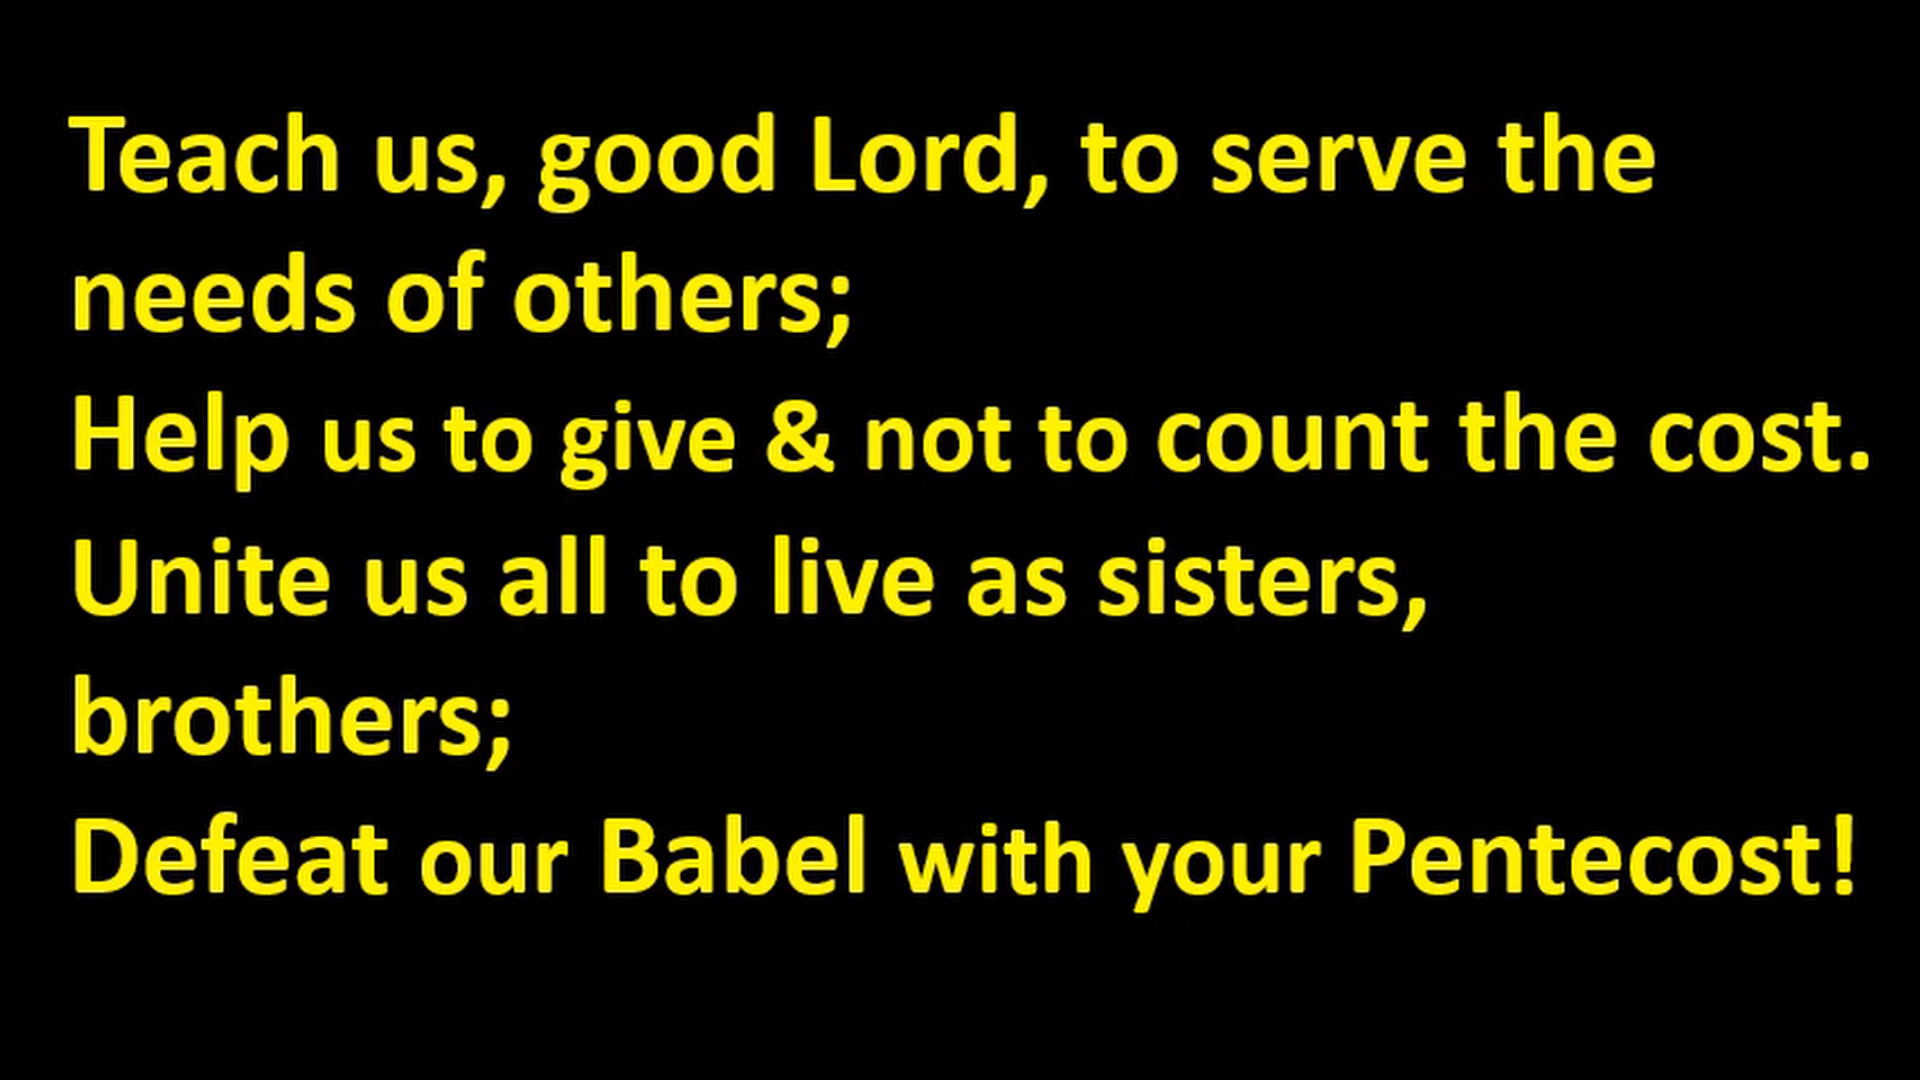 Teach us, good Lord, to serve the
needs of others;
Help us to give & not to count the cost.
Unite us all to live as sisters,
brothers;
Defeat our Babel with your Pentecost!